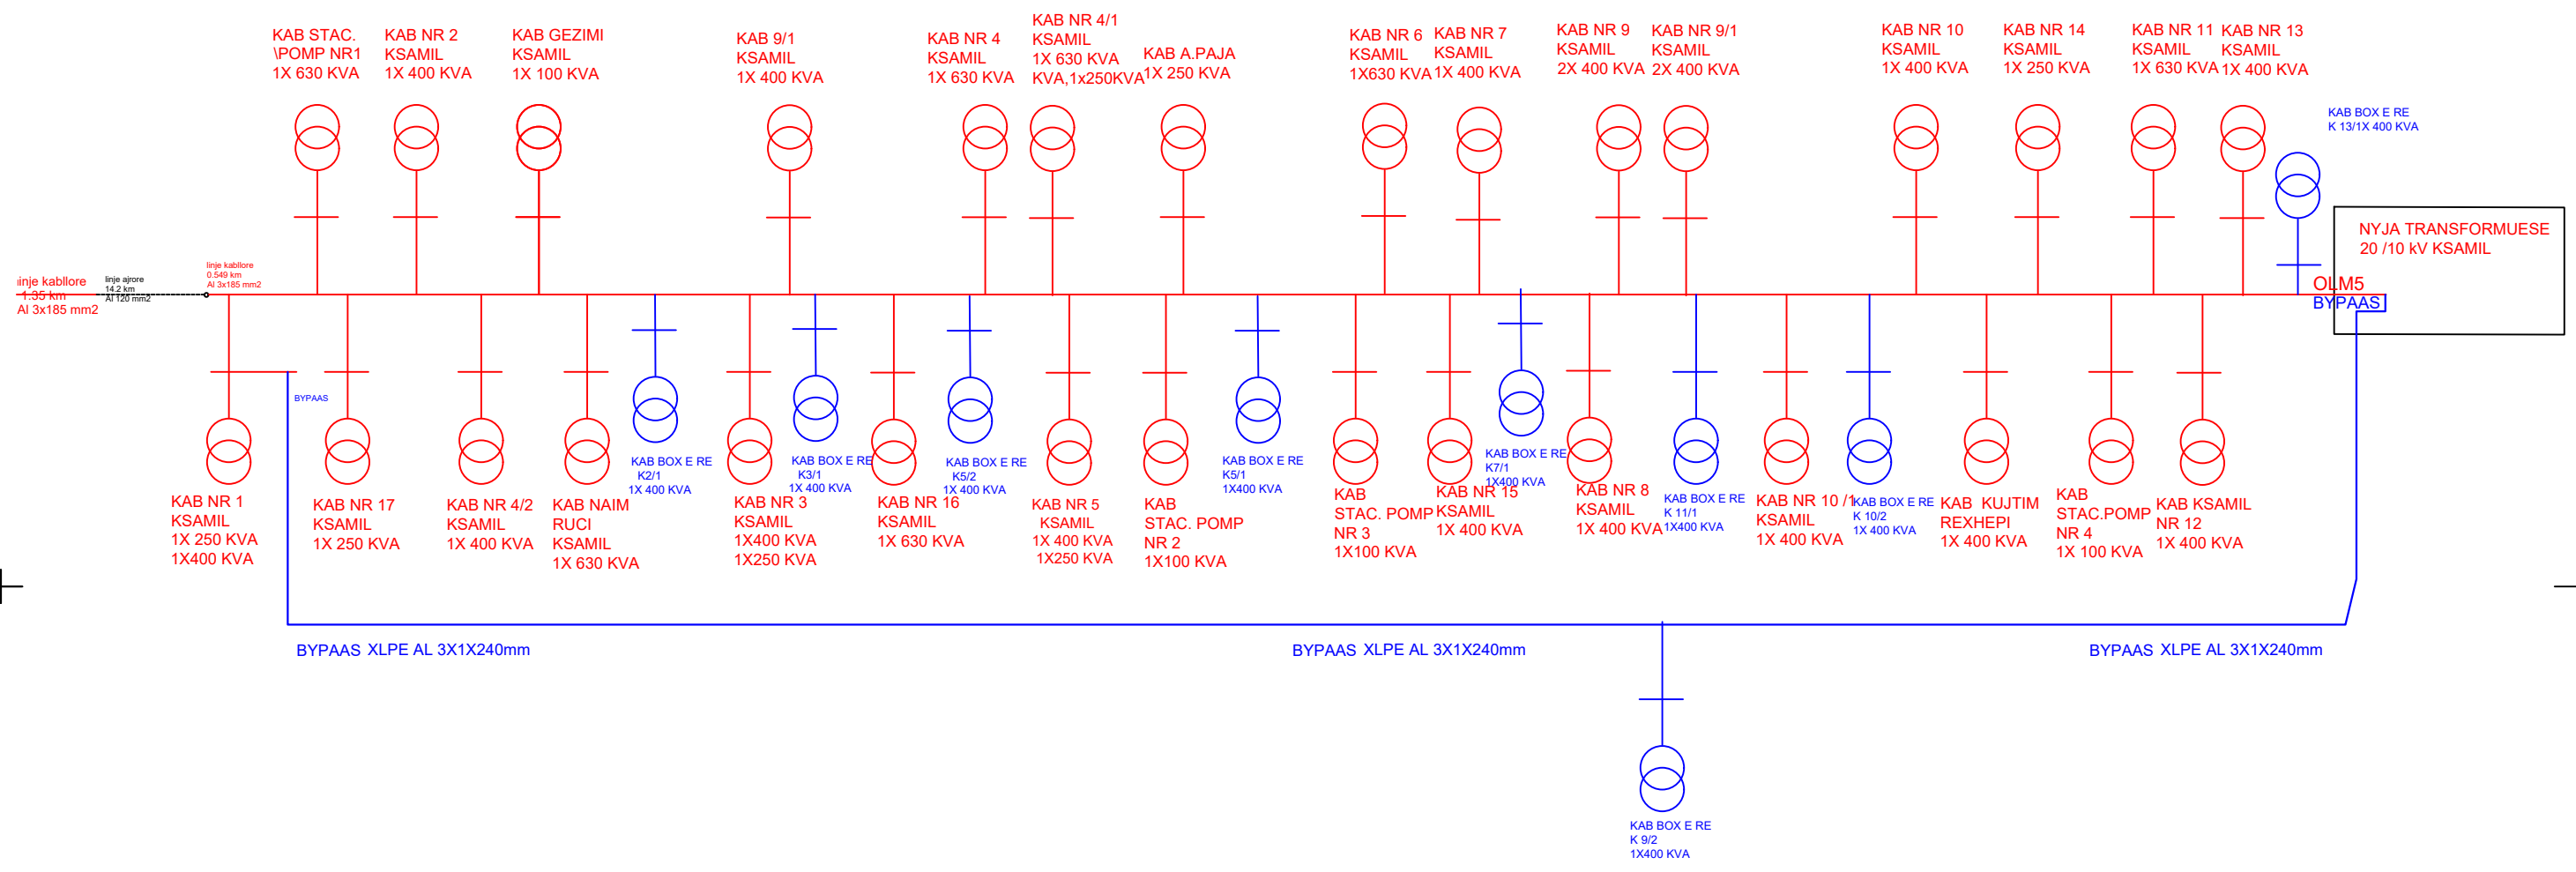 KAB STAC.
\POMP NR1
1X 630 KVA
KAB NR 2
KSAMIL
1X 400 KVA
KAB GEZIMI
KSAMIL
1X 100 KVA
KAB 9/1
KSAMIL
1X 400 KVA
KAB NR 4
KSAMIL
1X 630 KVA
KAB NR 4/1
KSAMIL
1X 630 KVA
KVA,1x250KVA
KAB A.PAJA
1X 250 KVA
KAB NR 6
KSAMIL
1X630 KVA
KAB NR 7
KSAMIL
1X 400 KVA
KAB NR 9
KSAMIL
2X 400 KVA
KAB NR 9/1
KSAMIL
2X 400 KVA
KAB NR 10
KSAMIL
1X 400 KVA
KAB NR 14
KSAMIL
1X 250 KVA
KAB NR 11
KSAMIL
1X 630 KVA
KAB NR 13
KSAMIL
1X 400 KVA
KAB BOX E RE
K 13/1X 400 KVA
NYJA TRANSFORMUESE
20 /10 kV KSAMIL
OLM5
BYPAAS
linje kabllore
1.35 km
Al 3x185 mm2
linje ajrore
14.2 km
Al 120 mm2
linje kabllore
0.549 km
Al 3x185 mm2
BYPAAS
KAB NR 1
KSAMIL
1X 250 KVA
1X400 KVA
KAB NR 17
KSAMIL
1X 250 KVA
KAB NR 4/2
KSAMIL
1X 400 KVA
KAB NAIM
RUCI
KSAMIL
1X 630 KVA
KAB BOX E RE
K2/1
1X 400 KVA
KAB NR 3
KSAMIL
1X400 KVA
1X250 KVA
KAB BOX E RE
K3/1
1X 400 KVA
KAB NR 16
KSAMIL
1X 630 KVA
KAB BOX E RE
K5/2
1X 400 KVA
KAB NR 5
KSAMIL
1X 400 KVA
1X250 KVA
KAB
STAC. POMP
NR 2
1X100 KVA
KAB BOX E RE
K5/1
1X400 KVA
KAB
STAC. POMP
NR 3
1X100 KVA
KAB NR 15
KSAMIL
1X 400 KVA
KAB BOX E RE
K7/1
1X400 KVA
KAB NR 8
KSAMIL
1X 400 KVA
KAB BOX E RE
K 11/1
1X400 KVA
KAB NR 10 /1
KSAMIL
1X 400 KVA
KAB BOX E RE
K 10/2
1X 400 KVA
KAB KUJTIM
REXHEPI
1X 400 KVA
KAB
STAC.POMP
NR 4
1X 100 KVA
KAB KSAMIL
NR 12
1X 400 KVA
BYPAAS XLPE AL 3X1X240mm
BYPAAS XLPE AL 3X1X240mm
BYPAAS XLPE AL 3X1X240mm
KAB BOX E RE
K 9/2
1X400 KVA